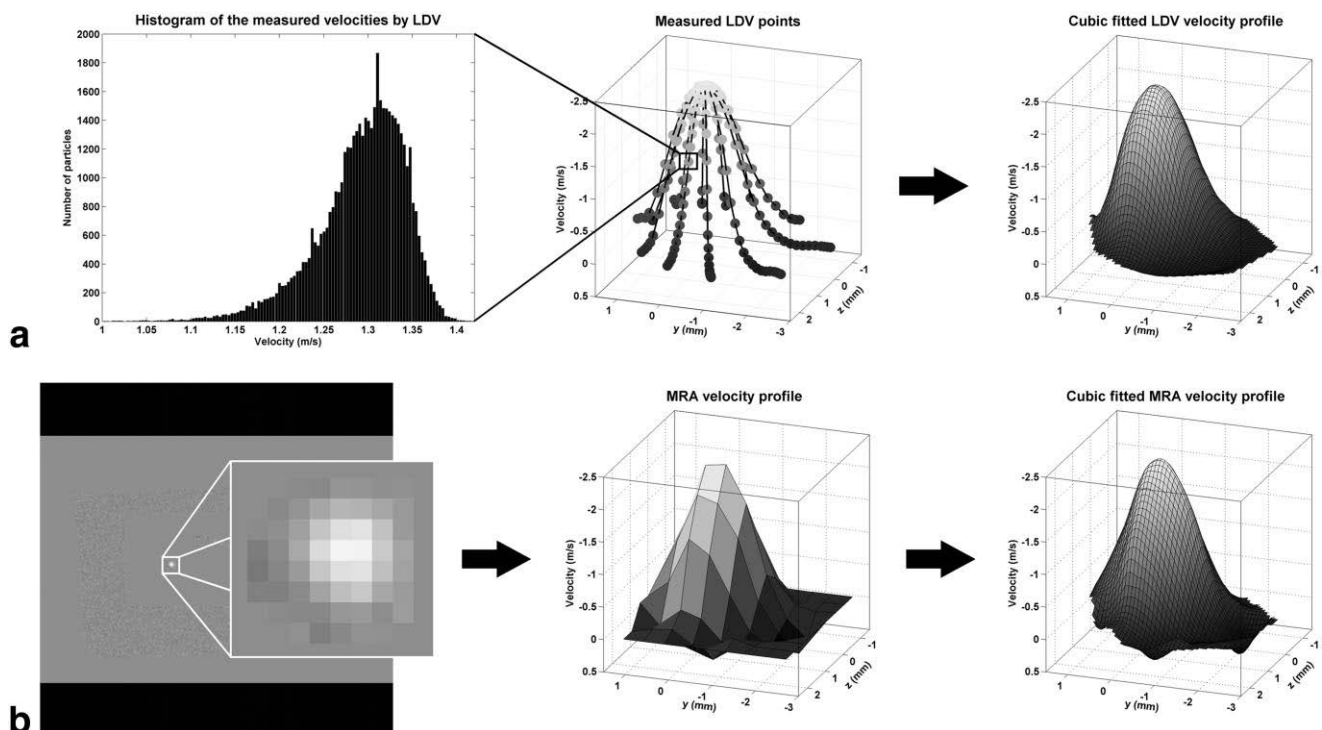 Histogram of the measured velocities by LDV
Number of particles
2000
1800
1600
1400
1200
1000
800
600
400
200
0
1 1.05 1.1 1.15 1.2 1.25 1.3 1.35 1.4
Velocity (m/s)
Measured LDV points
Velocity (m/s)
-2.5
-2
-1.5
-1
-0.5
0
0.5
1 0 -1 -2 -3
y (mm)
2 1 0 -1
z (mm)
Cubic fitted LDV velocity profile
Velocity (m/s)
-2.5
-2
-1.5
-1
-0.5
0
0.5
1 0 -1 -2 -3
y (mm)
2 1 0 -1
z (mm)
a
MRA velocity profile
Velocity (m/s)
-2.5
-2
-1.5
-1
-0.5
0
0.5
1 0 -1 -2 -3
y (mm)
2 1 0 -1
z (mm)
Cubic fitted MRA velocity profile
Velocity (m/s)
-2.5
-2
-1.5
-1
-0.5
0
0.5
1 0 -1 -2 -3
y (mm)
2 1 0 -1
z (mm)
b